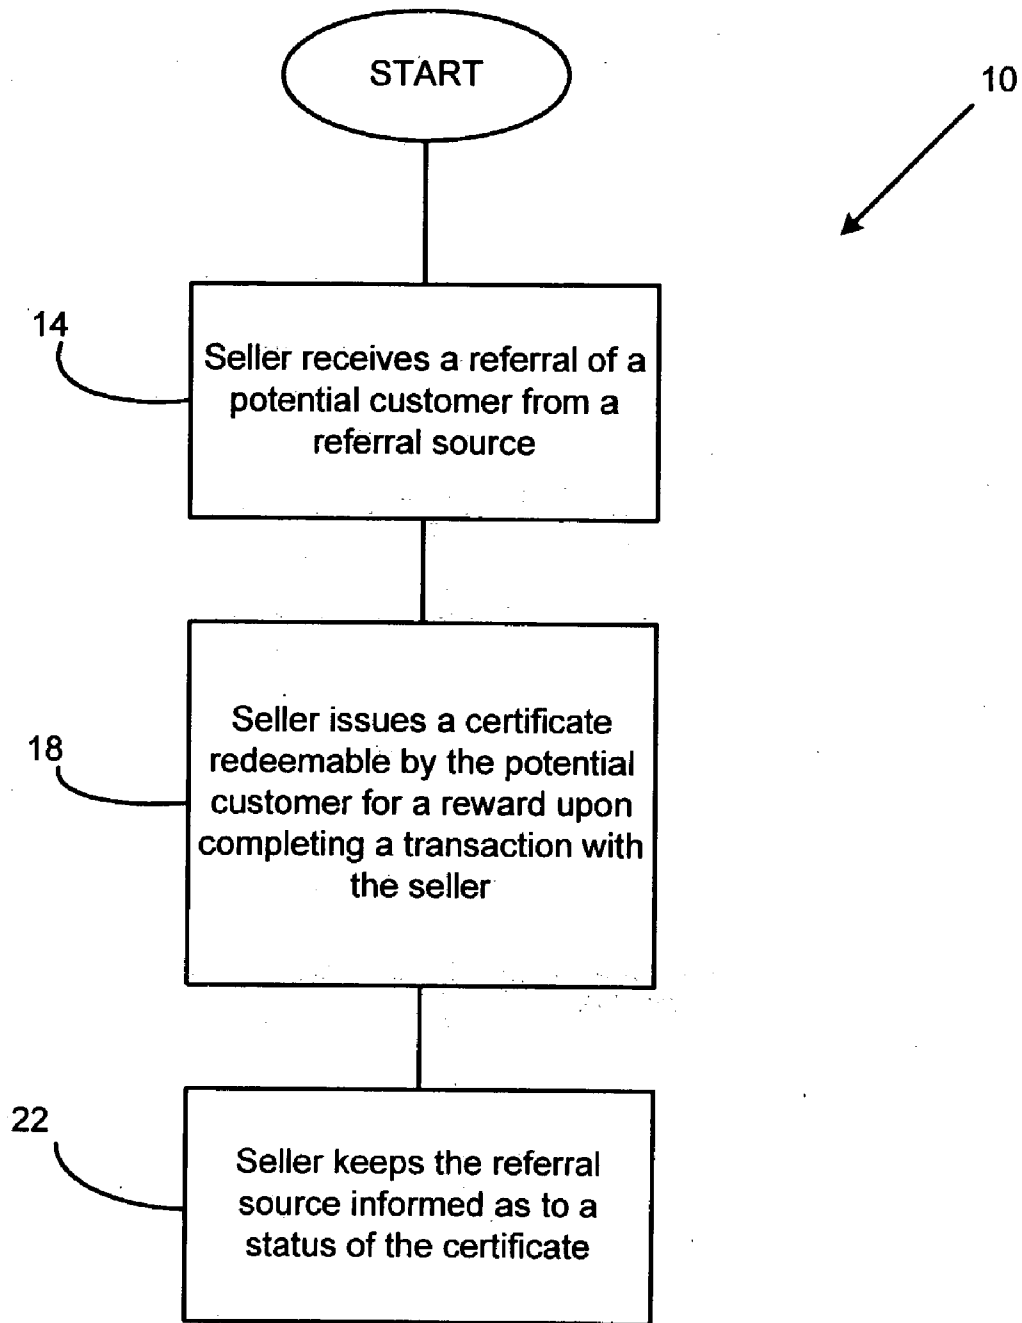 START
10
14
Seller receives a referral of a
potential customer from a
referral source
18
Seller issues a certificate
redeemable by the potential
customer for a reward upon
completing a transaction with
the seller
22
Seller keeps the referral
source informed as to a
status of the certificate